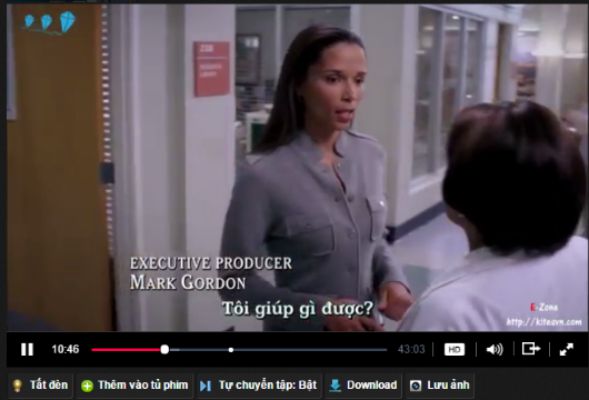 EXECUTIVE PRODUCER
MARK GORDON
Tôi giúp gì được?
E-Zona
http://kiteavn.com
10:46
43:03
HD
Tắt đèn
Thêm vào tủ phim
Tự chuyển tập: Bật
Download
Lưu ảnh